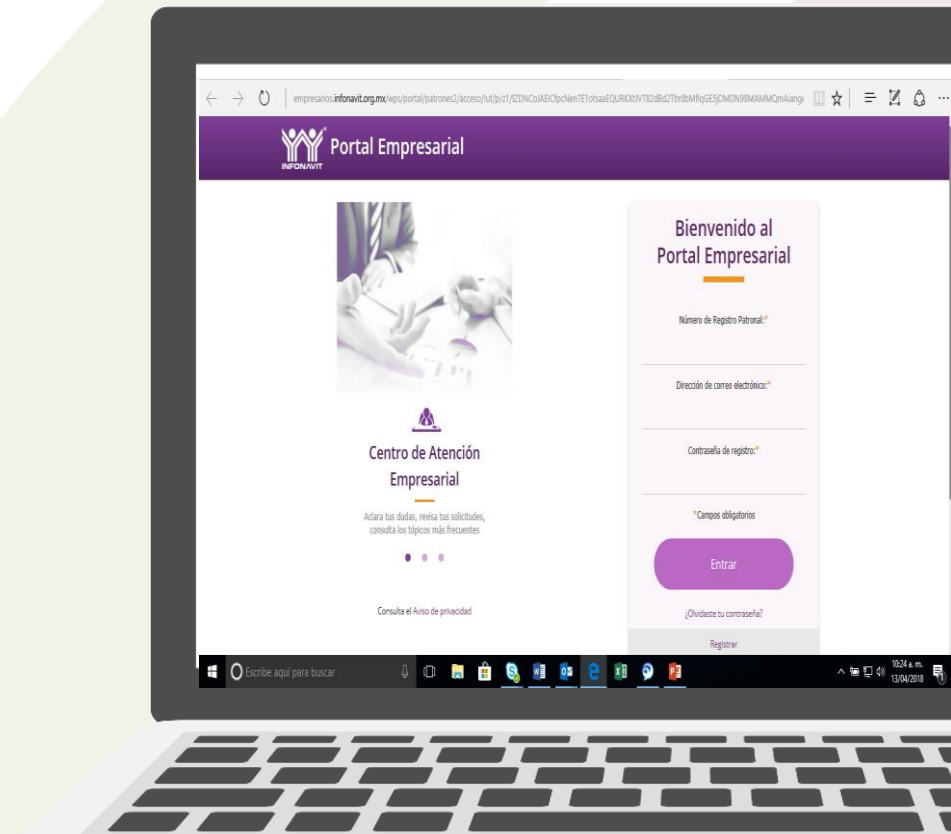 empresarios.infonavit.org.mx/wps/portal/patrones2/acceso/!ut/p/z1/
INFONAVIT
Portal Empresarial
Centro de Atención
Empresarial
Aclara tus dudas, revisa tus solicitudes,
consulta los tópicos más frecuentes
Consulta el Aviso de privacidad
Bienvenido al
Portal Empresarial
Número de Registro Patronal:*
Dirección de correo electrónico:*
Contraseña de registro:*
*Campos obligatorios
Entrar
¿Olvidaste tu contraseña?
Registrar
Escribe aquí para buscar
10:24 a. m.
13/04/2018